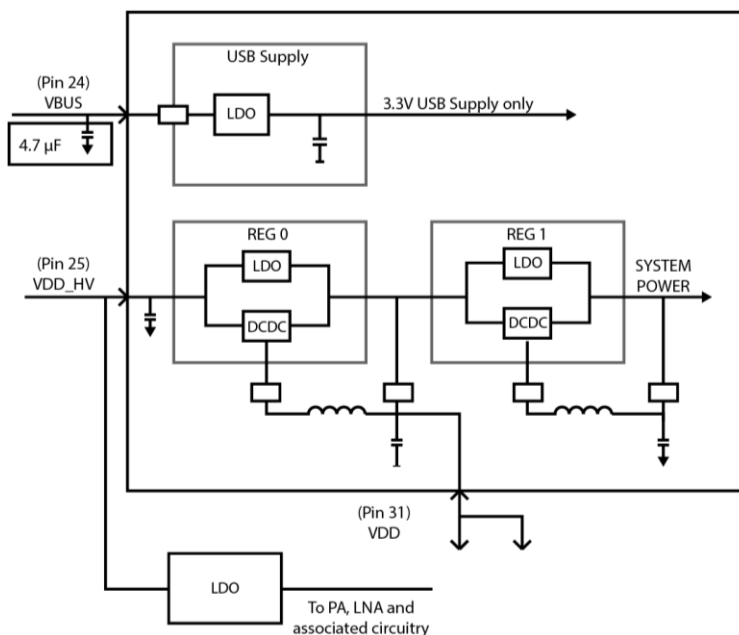 USB Supply
(Pin 24)
VBUS
LDO
3.3V USB Supply only
4.7 µF
REG 0
REG 1
(Pin 25)
VDD_HV
LDO
LDO
SYSTEM
POWER
DCDC
DCDC
(Pin 31)
VDD
LDO
To PA, LNA and
associated circuitry